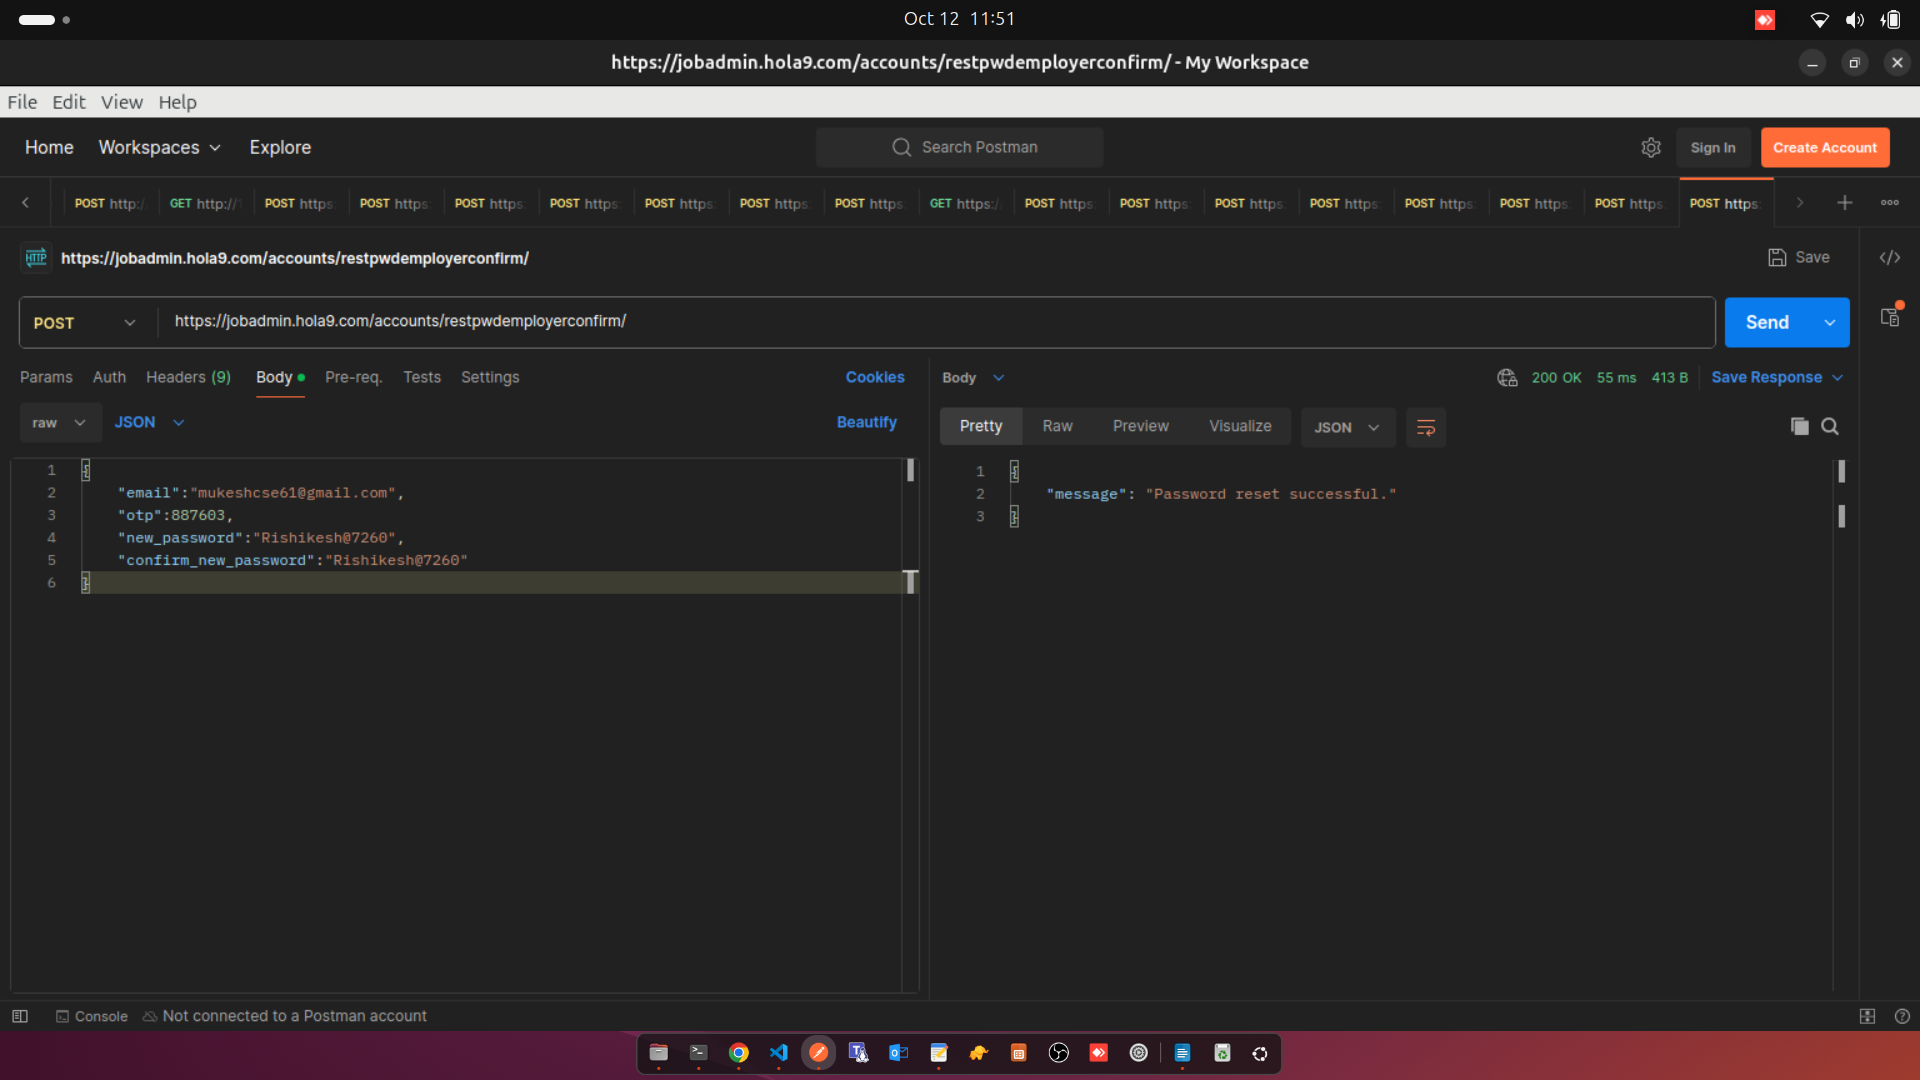 Oct 12 11:51
https://jobadmin.hola9.com/accounts/restpwdemployerconfirm/ - My Workspace
File Edit View Help
Home Workspaces Explore Search Postman Sign In Create Account
POST http:/ GET http://1 POST https: POST https: POST https: POST https: POST https: POST https: POST https: GET https:/ POST https: POST https: POST https: POST https: POST https: POST https: POST https: POST https:
HTTP https://jobadmin.hola9.com/accounts/restpwdemployerconfirm/ Save
POST https://jobadmin.hola9.com/accounts/restpwdemployerconfirm/ Send
Params Auth Headers (9) Body Pre-req. Tests Settings Cookies
Body 200 OK 55 ms 413 B Save Response
raw JSON Beautify
Pretty Raw Preview Visualize JSON
1 {
2 "email":"mukeshcse61@gmail.com",
3 "otp":887603,
4 "new_password":"Rishikesh@7260",
5 "confirm_new_password":"Rishikesh@7260"
6 }
1 {
2 "message": "Password reset successful."
3 }
Console Not connected to a Postman account